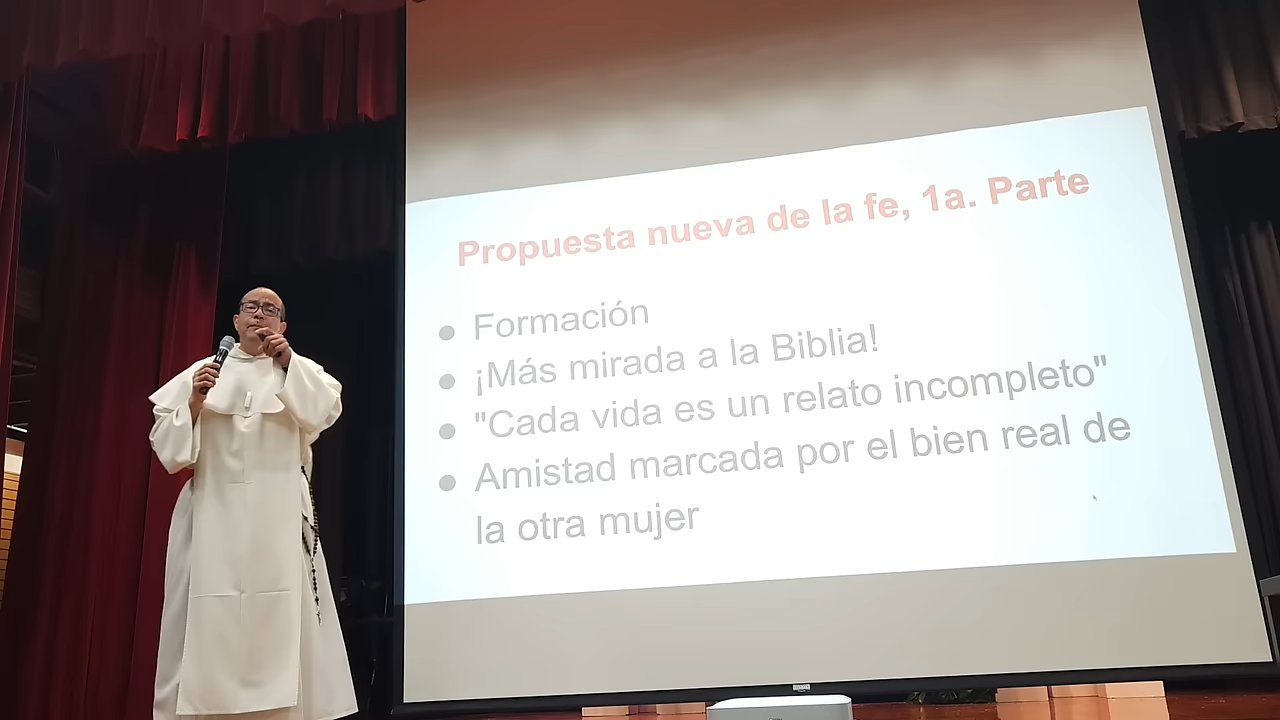 Propuesta nueva de la fe, 1a. Parte
● Formación
● ¡Más mirada a la Biblia!
● "Cada vida es un relato incompleto"
● Amistad marcada por el bien real de
la otra mujer